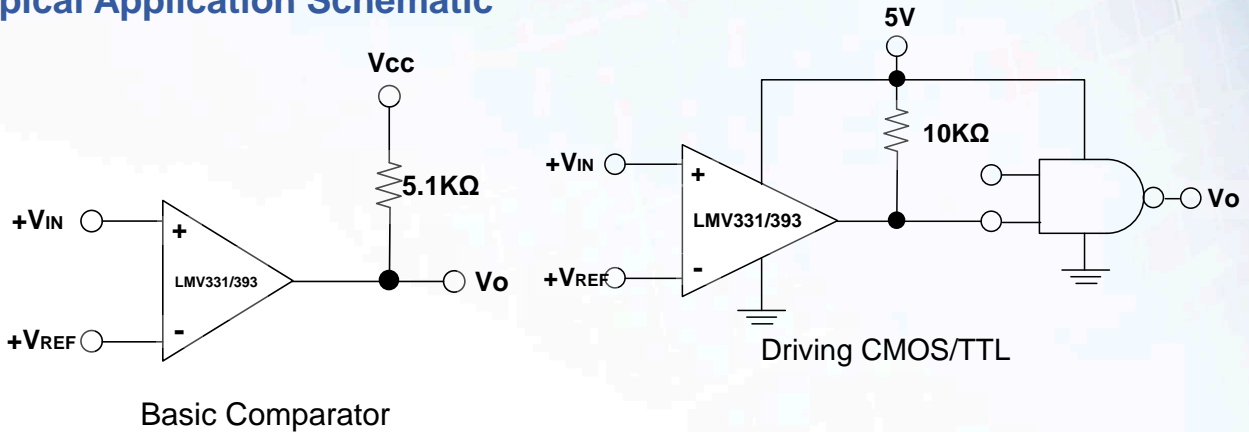 pical Application Schematic
Vcc
5.1KΩ
+VIN
+
LMV331/393
-
+VREF
Vo
Basic Comparator
5V
10KΩ
+VIN
+
LMV331/393
-
+VREF
Vo
Driving CMOS/TTL